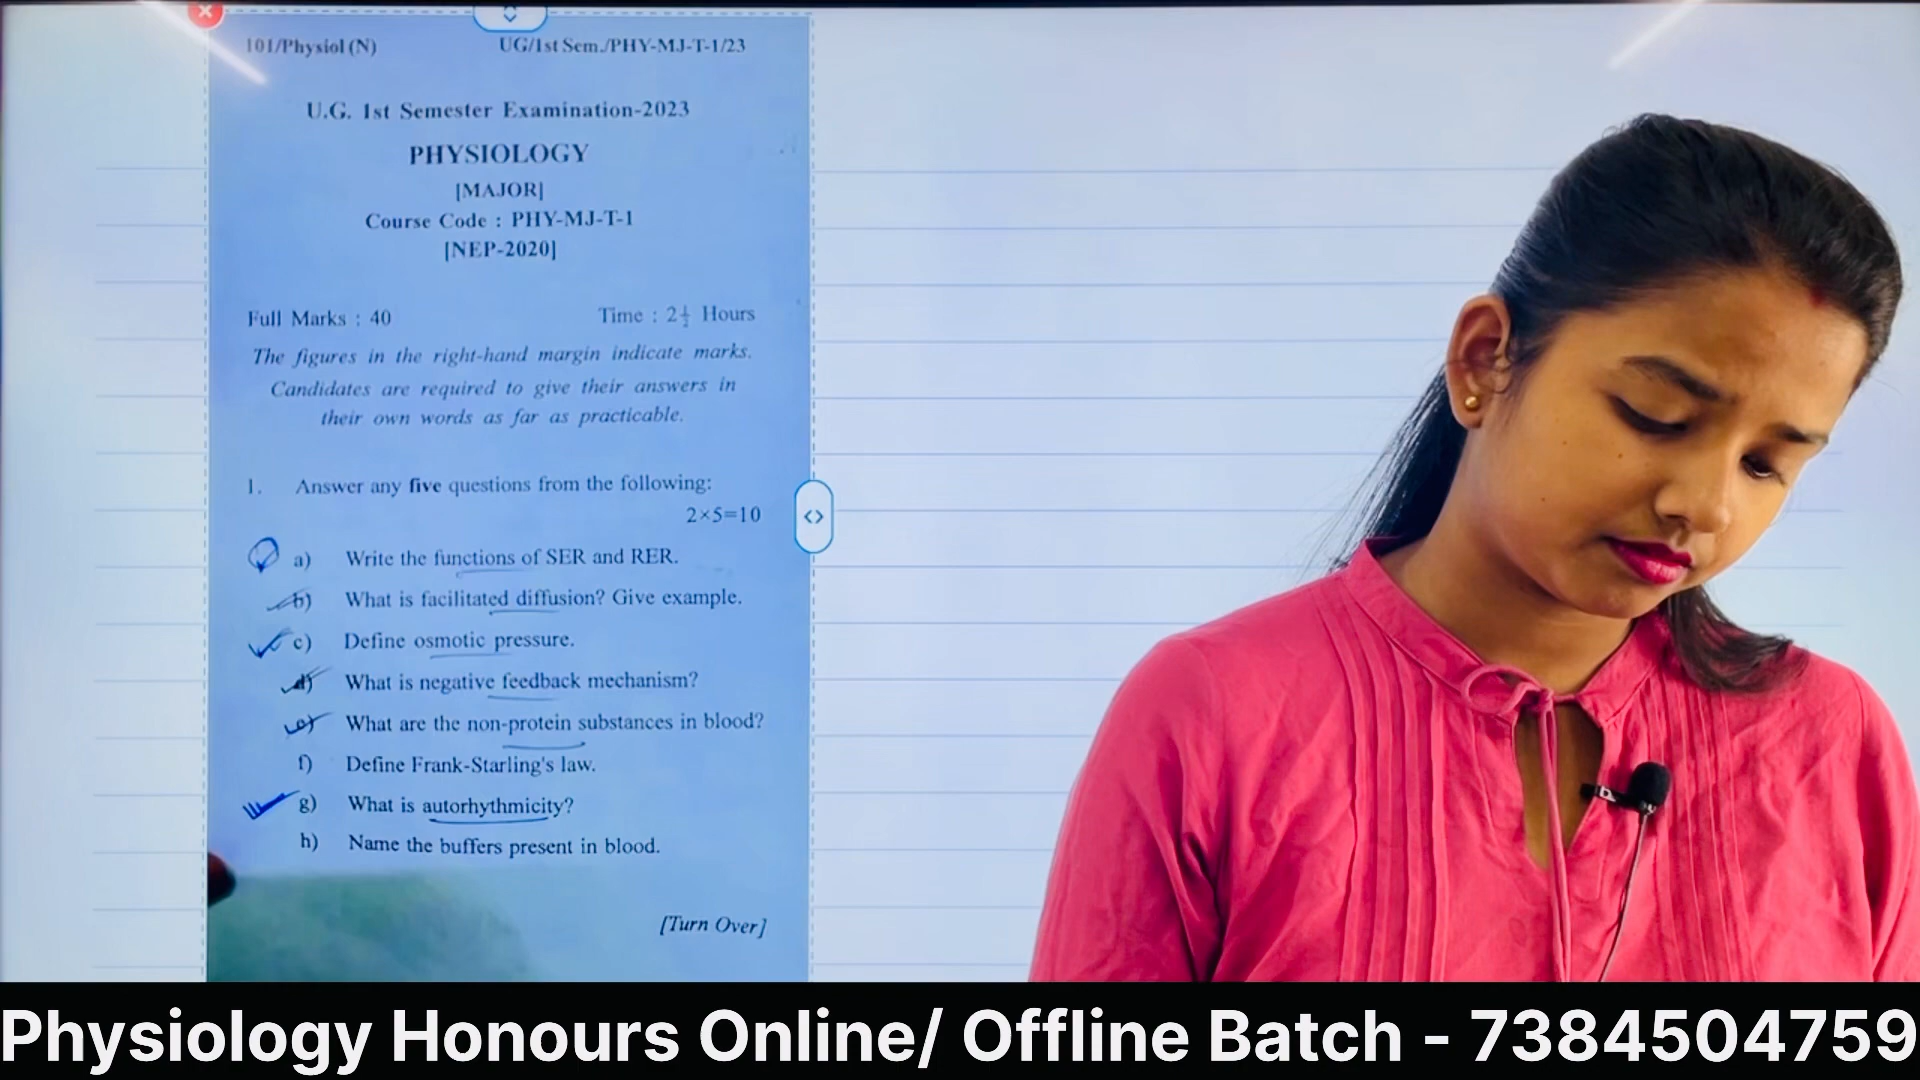 101/Physiol (N) UG/1st Sem./PHY-MJ-T-1/23
U.G. 1st Semester Examination-2023
PHYSIOLOGY
[MAJOR]
Course Code : PHY-MJ-T-1
[NEP-2020]
Full Marks : 40 Time : 2½ Hours
The figures in the right-hand margin indicate marks.
Candidates are required to give their answers in
their own words as far as practicable.
1. Answer any five questions from the following:
2×5=10
a) Write the functions of SER and RER.
b) What is facilitated diffusion? Give example.
c) Define osmotic pressure.
d) What is negative feedback mechanism?
e) What are the non-protein substances in blood?
f) Define Frank-Starling's law.
g) What is autorhythmicity?
h) Name the buffers present in blood.
[Turn Over]
Physiology Honours Online/ Offline Batch - 7384504759